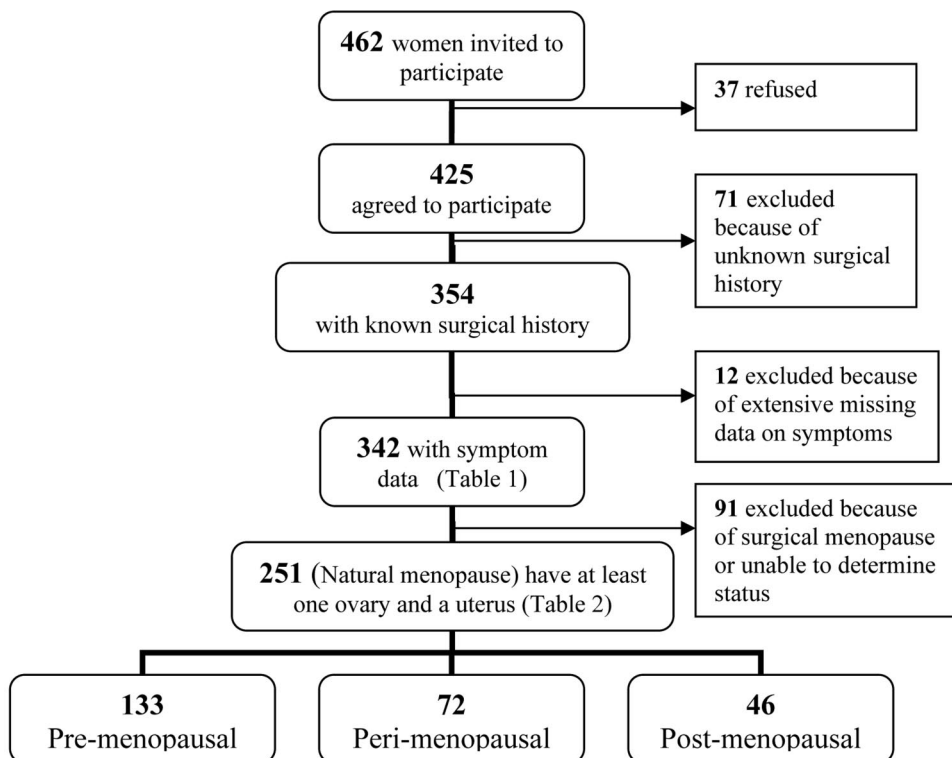 462 women invited to
participate
37 refused
425
agreed to participate
71 excluded
because of
unknown surgical
history
354
with known surgical history
12 excluded because
of extensive missing
data on symptoms
342 with symptom
data (Table 1)
91 excluded because
of surgical menopause
or unable to determine
status
251 (Natural menopause) have at least
one ovary and a uterus (Table 2)
133
Pre-menopausal
72
Peri-menopausal
46
Post-menopausal